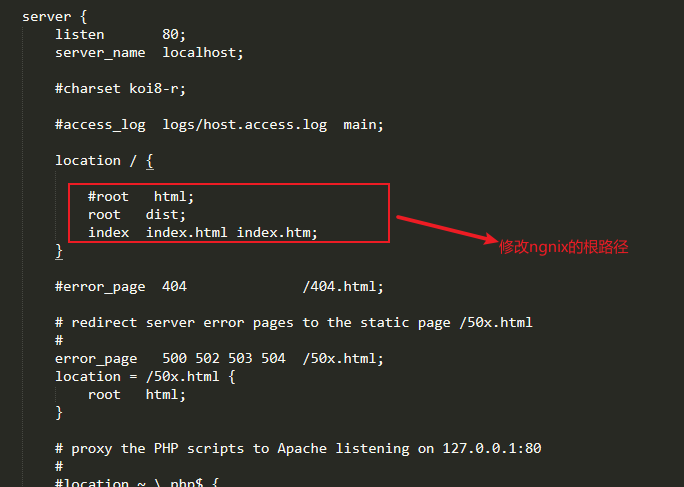 server {
listen 80;
server_name localhost;
#charset koi8-r;
#access_log logs/host.access.log main;
location / {
#root html;
root dist;
index index.html index.htm;
修改ngnix的根路径
}
#error_page 404 /404.html;
# redirect server error pages to the static page /50x.html
#
error_page 500 502 503 504 /50x.html;
location = /50x.html {
root html;
}
# proxy the PHP scripts to Apache listening on 127.0.0.1:80
#
#location ~ \.php$ {